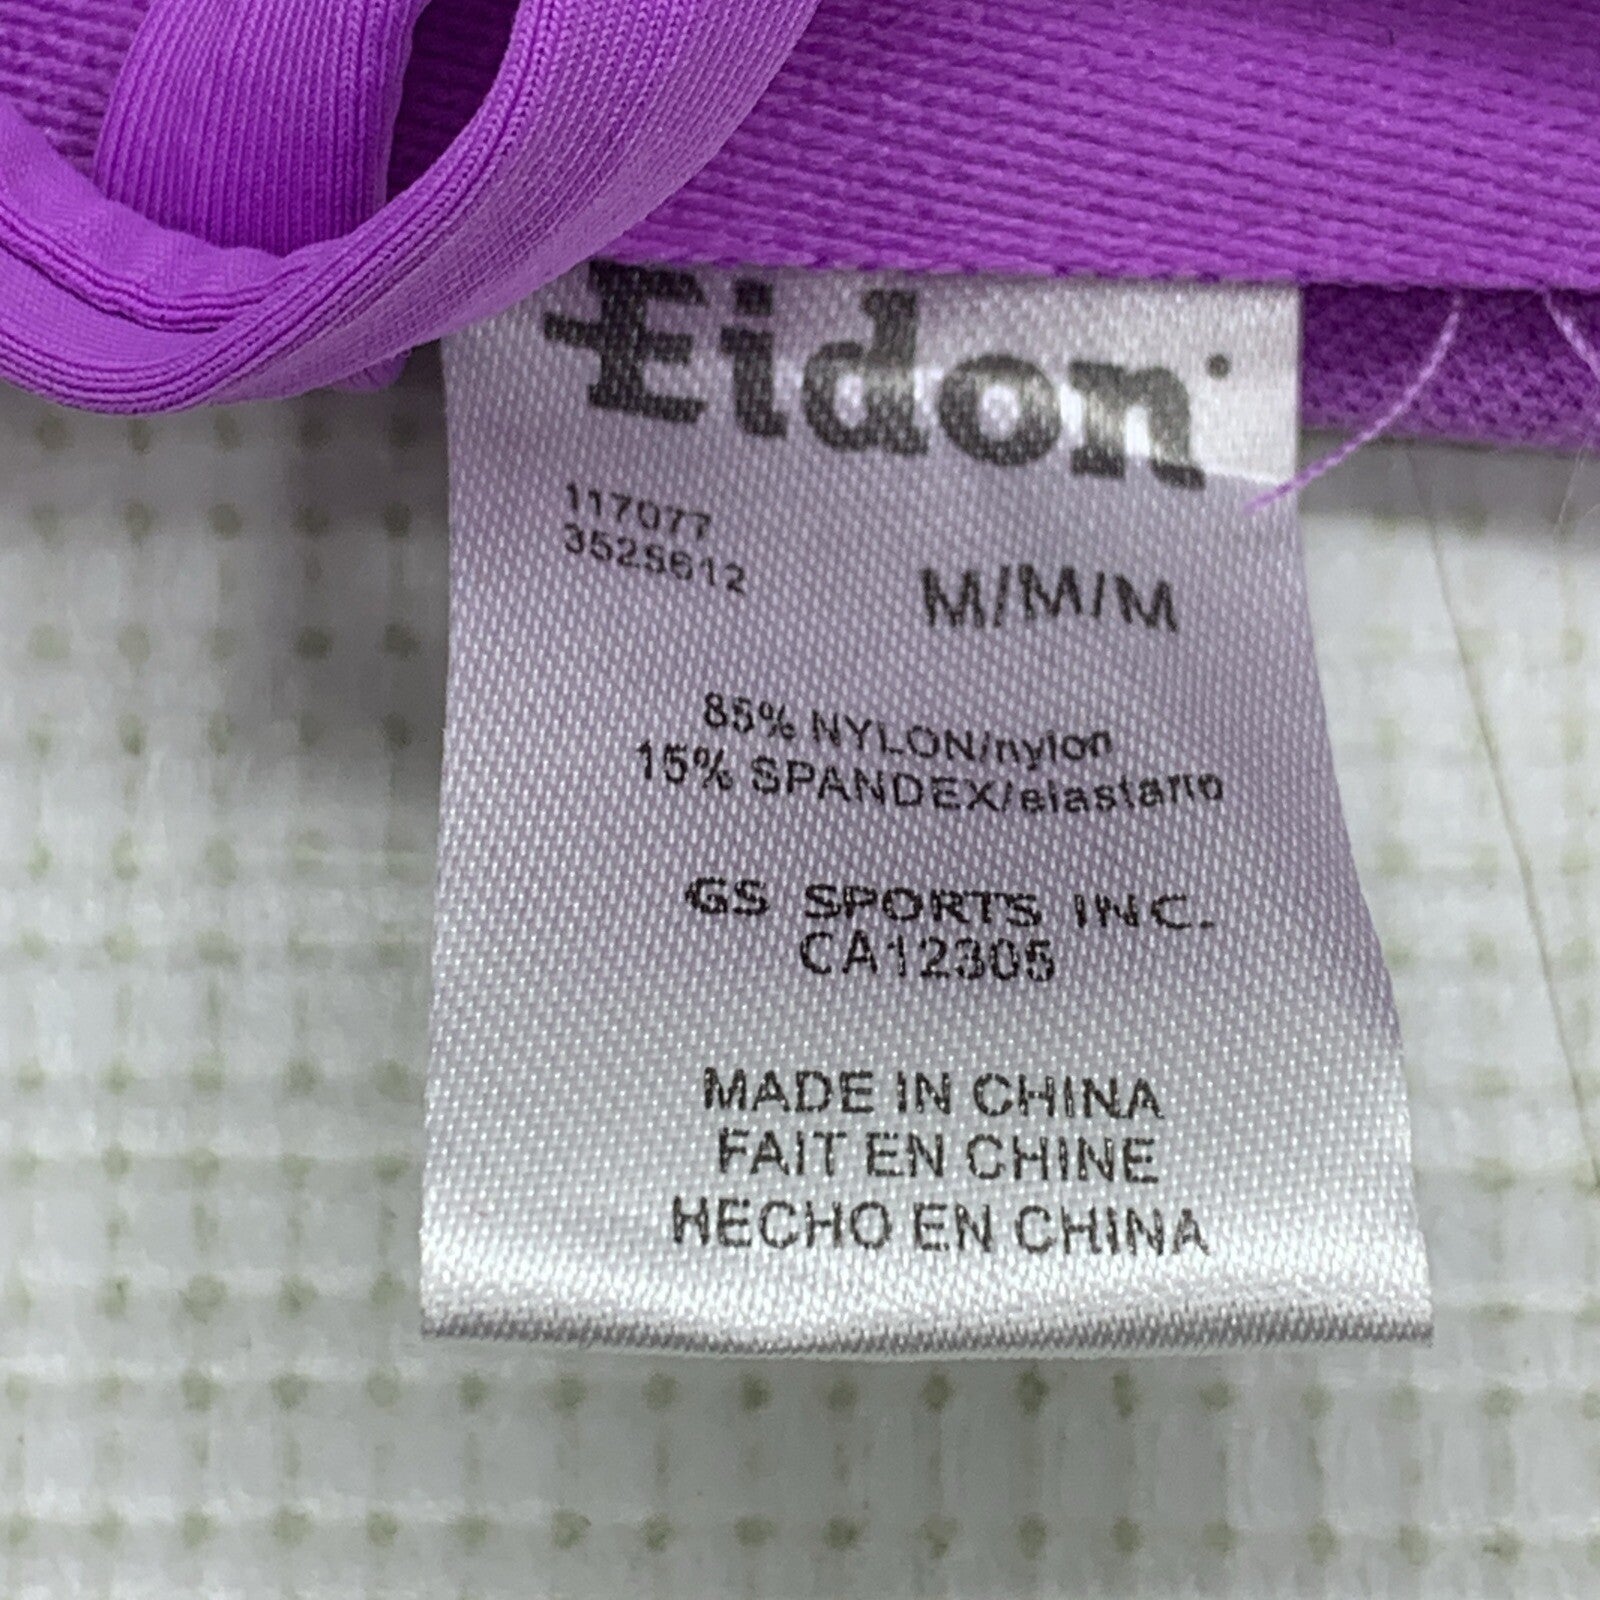 Eidon
117077
3525612
M/M/M
85% NYLON/nylon
15% SPANDEX/elastano
GS SPORTS INC.
CA12305
MADE IN CHINA
FAIT EN CHINE
HECHO EN CHINA